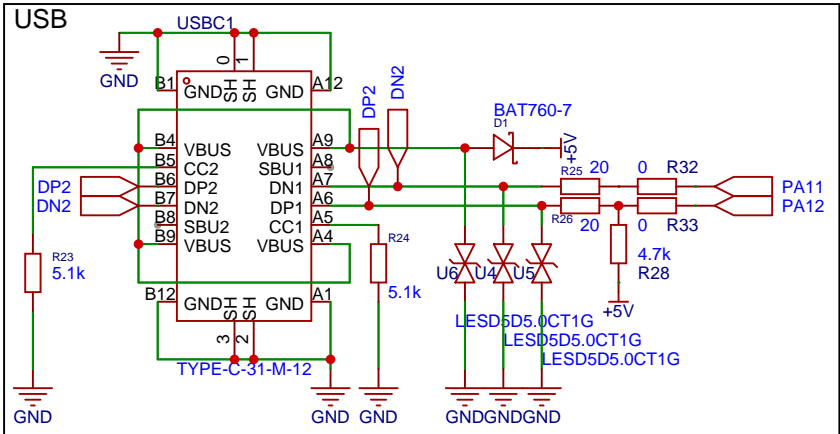 USB
USBC1
GND
0
1
SH
SH
B1
GND
GND
A12
DP2
DN2
BAT760-7
D1
+5V
B4
VBUS
VBUS
A9
B5
CC2
SBU1
A8
DP2
B6
DP2
DN1
A7
DN2
B7
DN2
DP1
A6
B8
SBU2
CC1
A5
B9
VBUS
VBUS
A4
R25
20
0
R32
PA11
R26
20
0
R33
PA12
4.7k
R28
+5V
R23
5.1k
R24
5.1k
U6
U4
U5
B12
GND
GND
A1
SH
SH
3
2
TYPE-C-31-M-12
LESD5D5.0CT1G
LESD5D5.0CT1G
LESD5D5.0CT1G
GND
GND
GND
GND
GND
GND